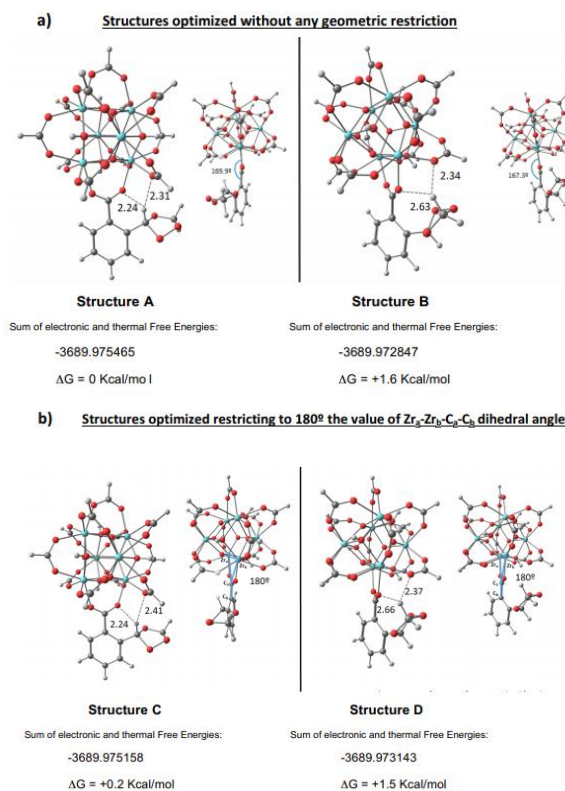 a) Structures optimized without any geometric restriction
2.31
2.24
169.9º
2.34
2.63
167.3º
Structure A
Structure B
Sum of electronic and thermal Free Energies:
Sum of electronic and thermal Free Energies:
-3689.975465
-3689.972847
ΔG = 0 Kcal/mo l
ΔG = +1.6 Kcal/mol
b) Structures optimized restricting to 180º the value of Zra-Zrb-Ca-Cb dihedral angle
180º
2.41
2.24
180º
2.37
2.66
Structure C
Structure D
Sum of electronic and thermal Free Energies:
Sum of electronic and thermal Free Energies:
-3689.975158
-3689.973143
ΔG = +0.2 Kcal/mol
ΔG = +1.5 Kcal/mol